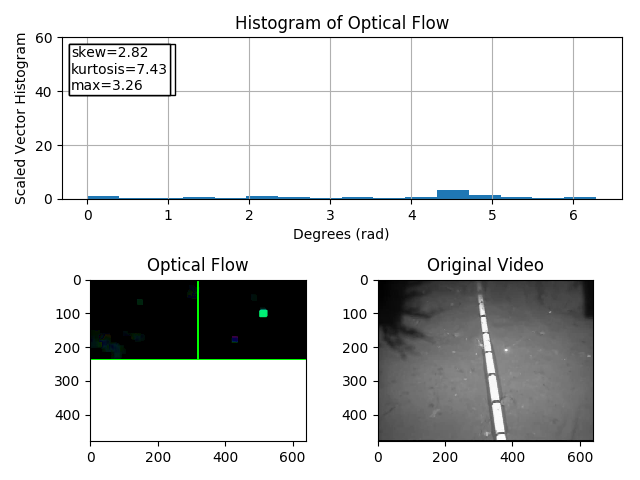 Histogram of Optical Flow
60
40
20
0
Scaled Vector Histogram
skew=2.82
kurtosis=7.43
max=3.26
0 1 2 3 4 5 6
Degrees (rad)
Optical Flow
0
100
200
300
400
0 200 400 600
Original Video
0
100
200
300
400
0 200 400 600